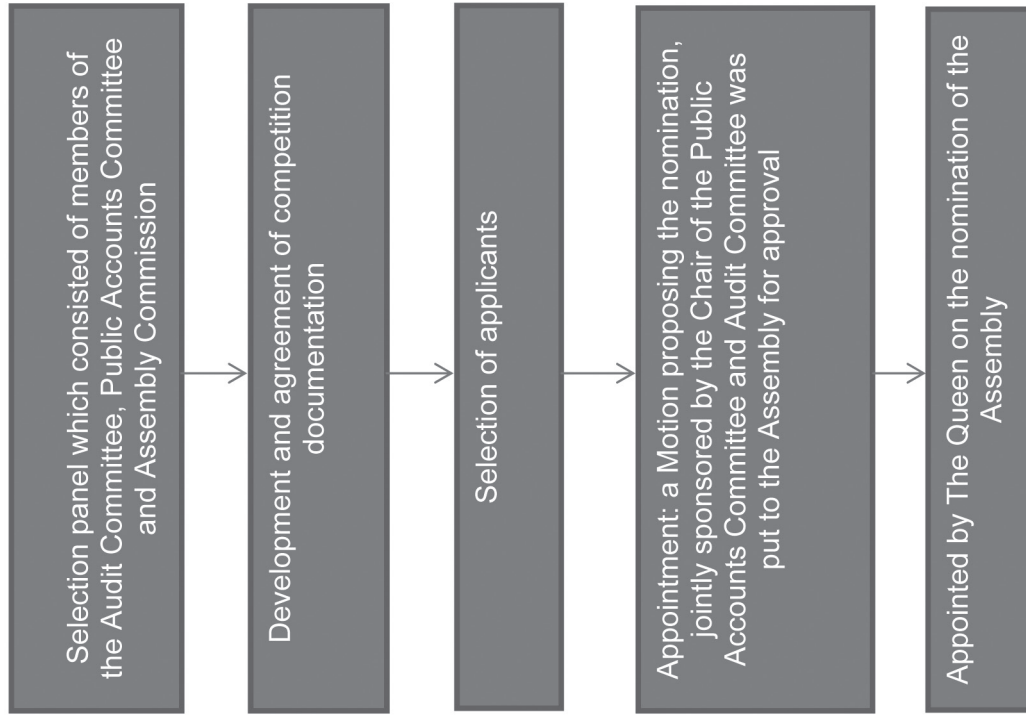 Selection panel which consisted of members of
the Audit Committee, Public Accounts Committee
and Assembly Commission
Development and agreement of competition
documentation
Selection of applicants
Appointment: a Motion proposing the nomination,
jointly sponsored by the Chair of the Public
Accounts Committee and Audit Committee was
put to the Assembly for approval
Appointed by The Queen on the nomination of the
Assembly